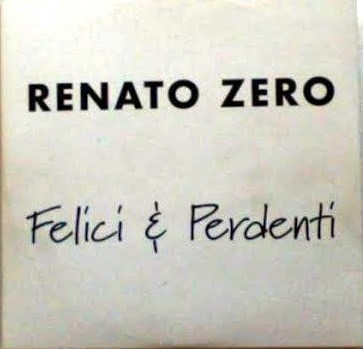 RENATO ZERO
Felici & Perdenti